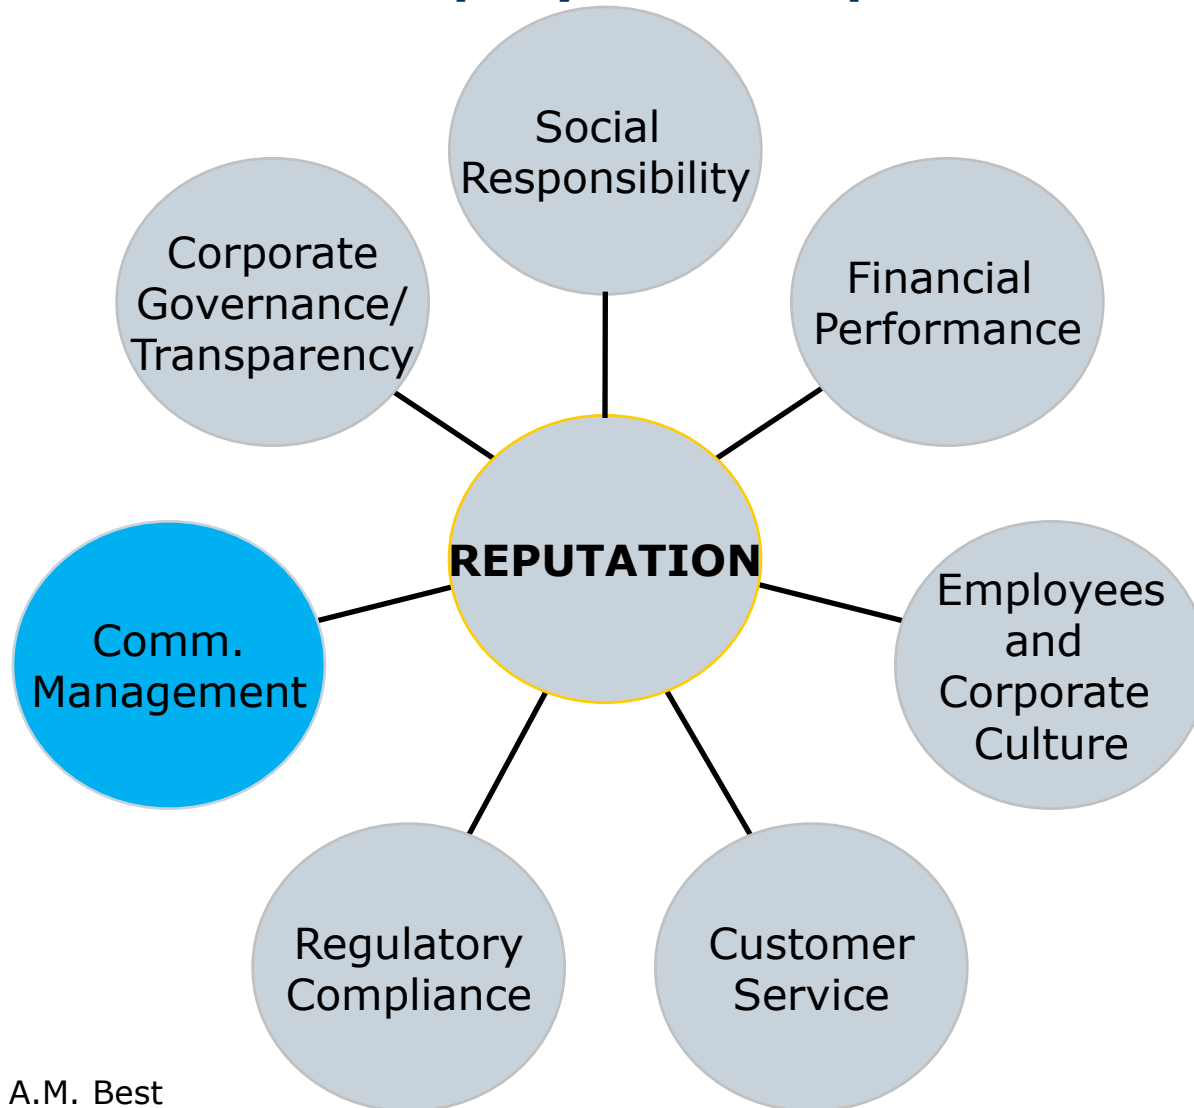 Social
Responsibility
Corporate
Governance/
Transparency
Financial
Performance
REPUTATION
Comm.
Management
Employees
and
Corporate
Culture
Regulatory
Compliance
Customer
Service
A.M. Best